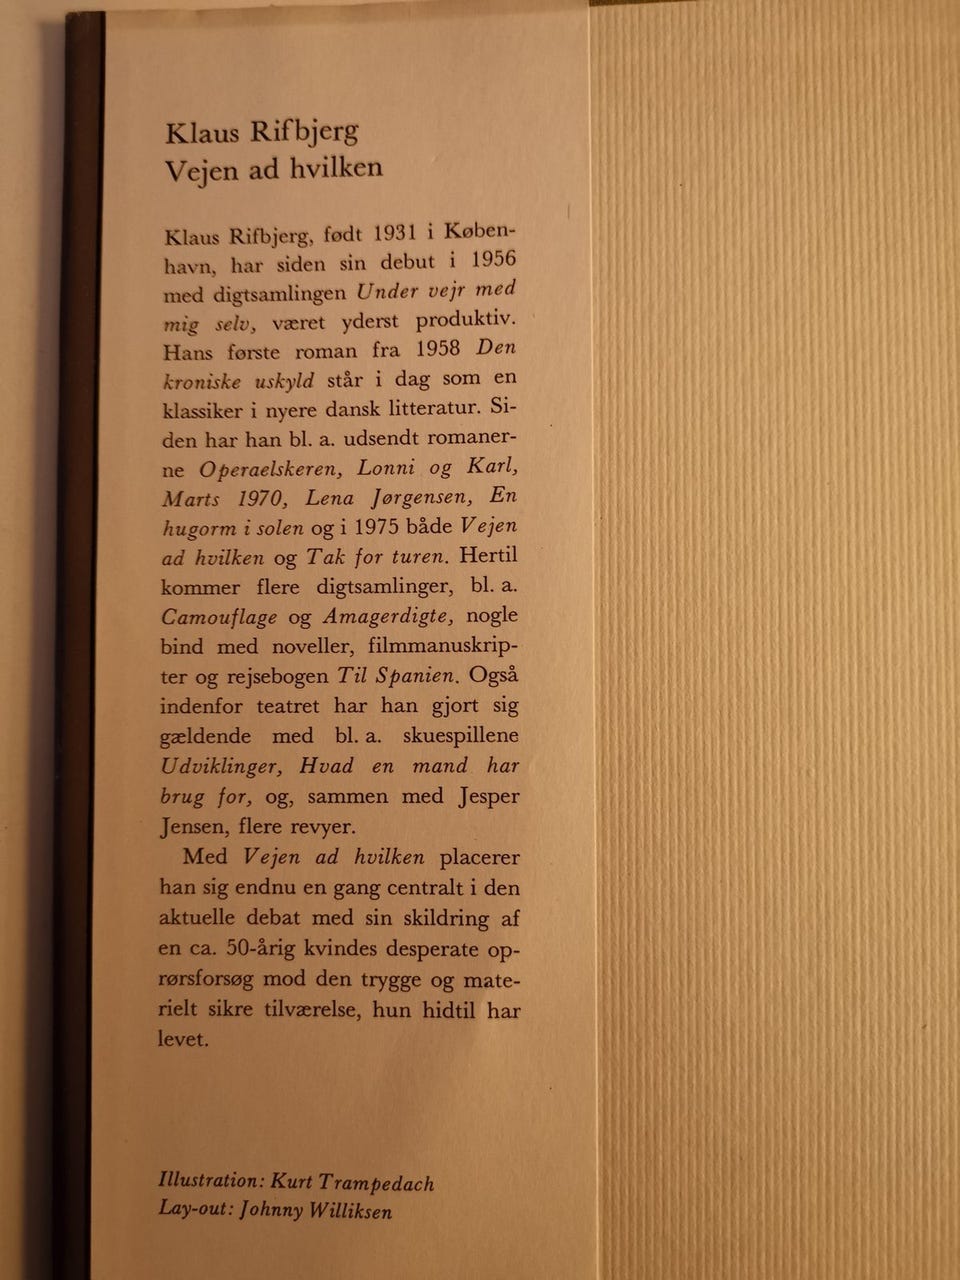 Klaus Rifbjerg
Vejen ad hvilken
Klaus Rifbjerg, født 1931 i Køben-
havn, har siden sin debut i 1956
med digtsamlingen Under vejr med
mig selv, været yderst produktiv.
Hans første roman fra 1958 Den
kroniske uskyld står i dag som en
klassiker i nyere dansk litteratur. Si-
den har han bl. a. udsendt romaner-
ne Operaelskeren, Lonni og Karl,
Marts 1970, Lena Jørgensen, En
hugorm i solen og i 1975 både Vejen
ad hvilken og Tak for turen. Hertil
kommer flere digtsamlinger, bl. a.
Camouflage og Amagerdigte, nogle
bind med noveller, filmmanuskrip-
ter og rejsebogen Til Spanien. Også
indenfor teatret har han gjort sig
gældende med bl. a. skuespillene
Udviklinger, Hvad en mand har
brug for, og, sammen med Jesper
Jensen, flere revyer.
Med Vejen ad hvilken placerer
han sig endnu en gang centralt i den
aktuelle debat med sin skildring af
en ca. 50-årig kvindes desperate op-
rørsforsøg mod den trygge og mate-
rielt sikre tilværelse, hun hidtil har
levet.
Illustration: Kurt Trampedach
Lay-out: Johnny Williksen